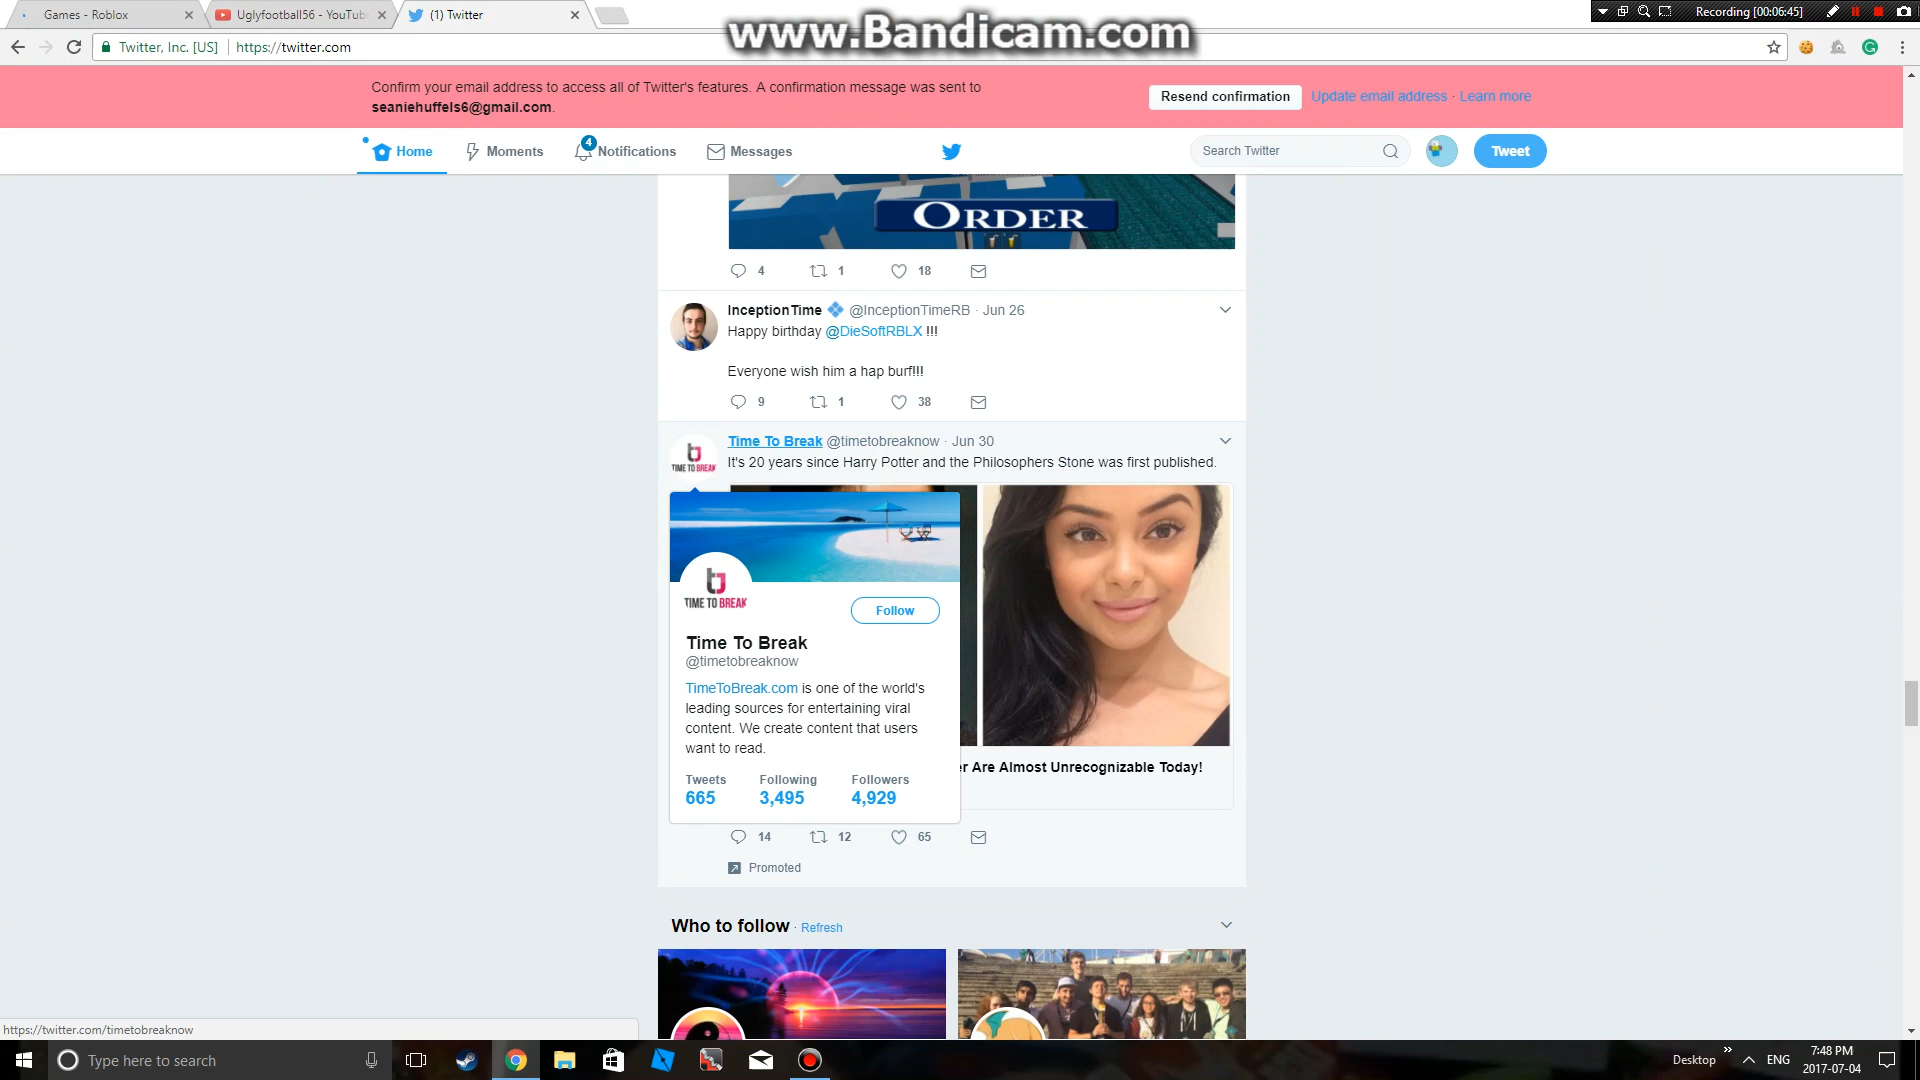 Games - Roblox
Uglyfootball56 - YouTube
(1) Twitter
www.Bandicam.com
Recording [00:06:45]
Twitter, Inc. [US]
https://twitter.com
Confirm your email address to access all of Twitter's features. A confirmation message was sent to
seaniehuffels6@gmail.com.
Resend confirmation
Update email address · Learn more
Home
Moments
4
Notifications
Messages
Search Twitter
Tweet
ORDER
4 1 18
InceptionTime @InceptionTimeRB · Jun 26
Happy birthday @DieSoftRBLX !!!
Everyone wish him a hap burf!!!
9 1 38
Time To Break @timetobreaknow · Jun 30
TIME TO BREAK
It's 20 years since Harry Potter and the Philosophers Stone was first published.
TIME TO BREAK
Follow
Time To Break
@timetobreaknow
TimeToBreak.com is one of the world's
leading sources for entertaining viral
content. We create content that users
want to read.
er Are Almost Unrecognizable Today!
Tweets Following Followers
665 3,495 4,929
14 12 65
Promoted
Who to follow · Refresh
https://twitter.com/timetobreaknow
Type here to search
Desktop
ENG
7:48 PM
2017-07-04